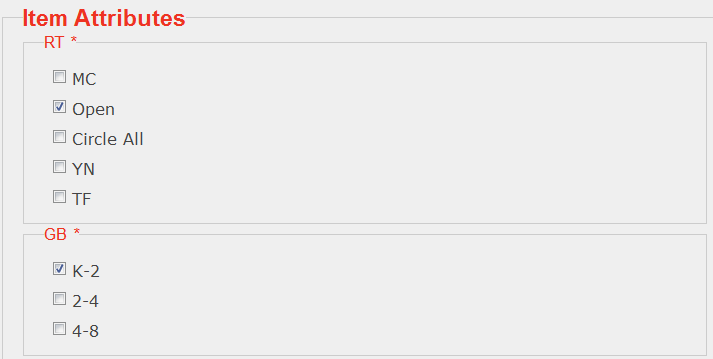 Item Attributes
RT *
MC
Open
Circle All
YN
TF
GB *
K-2
2-4
4-8